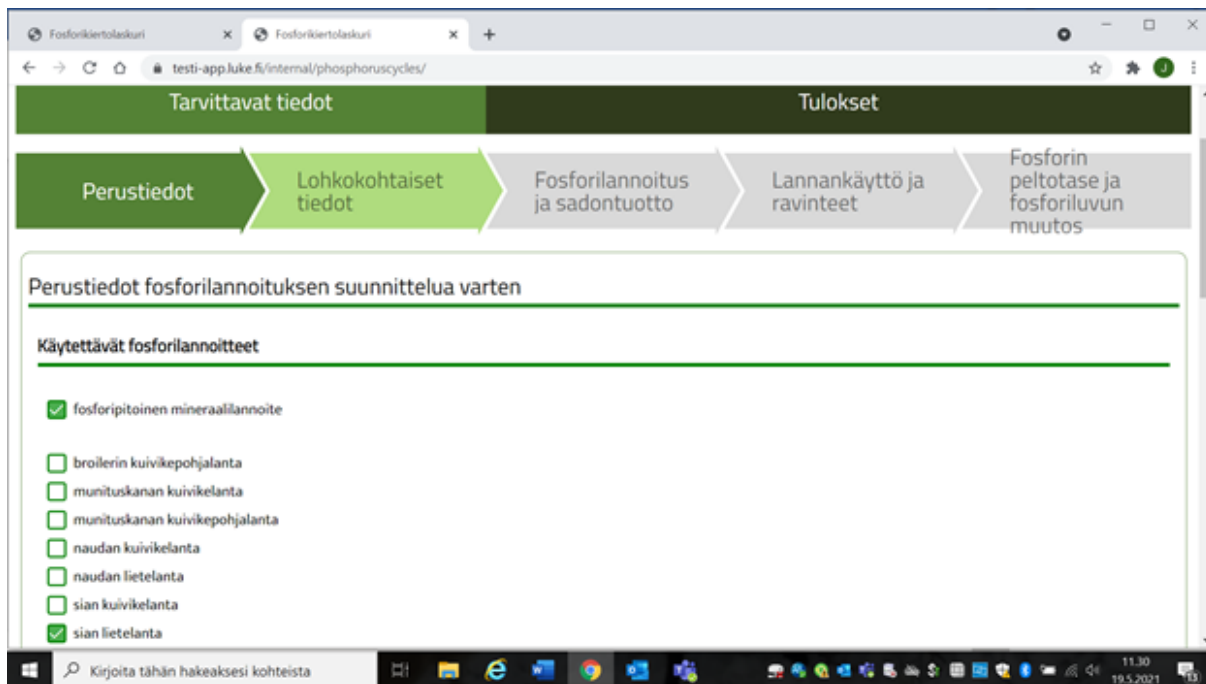 Fosforikiertolaskuri
Fosforikiertolaskuri
testi-app.luke.fi/internal/phosphoruscycles/
J
Tarvittavat tiedot
Tulokset
Perustiedot
Lohkokohtaiset
tiedot
Fosforilannoitus
ja sadontuotto
Lannankäyttö ja
ravinteet
Fosforin
peltotase ja
fosforiluvun
muutos
Perustiedot fosforilannoituksen suunnittelua varten
Käytettävät fosforilannoitteet
fosforipitoinen mineraalilannoite
broilerin kuivikepohjalanta
munituskanan kuivikelanta
munituskanan kuivikepohjalanta
naudan kuivikelanta
naudan lietelanta
sian kuivikelanta
sian lietelanta
Kirjoita tähän hakeaksesi kohteista
11.30
19.5.2021